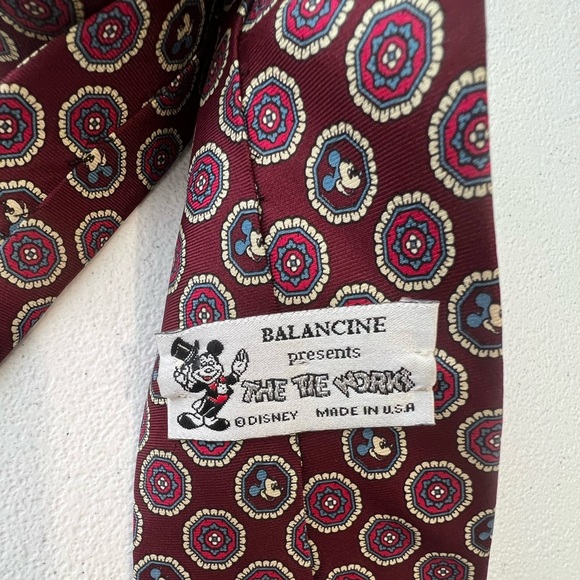 BALANCINE
presents
THE TIE WORKS
©DISNEY MADE IN U.S.A